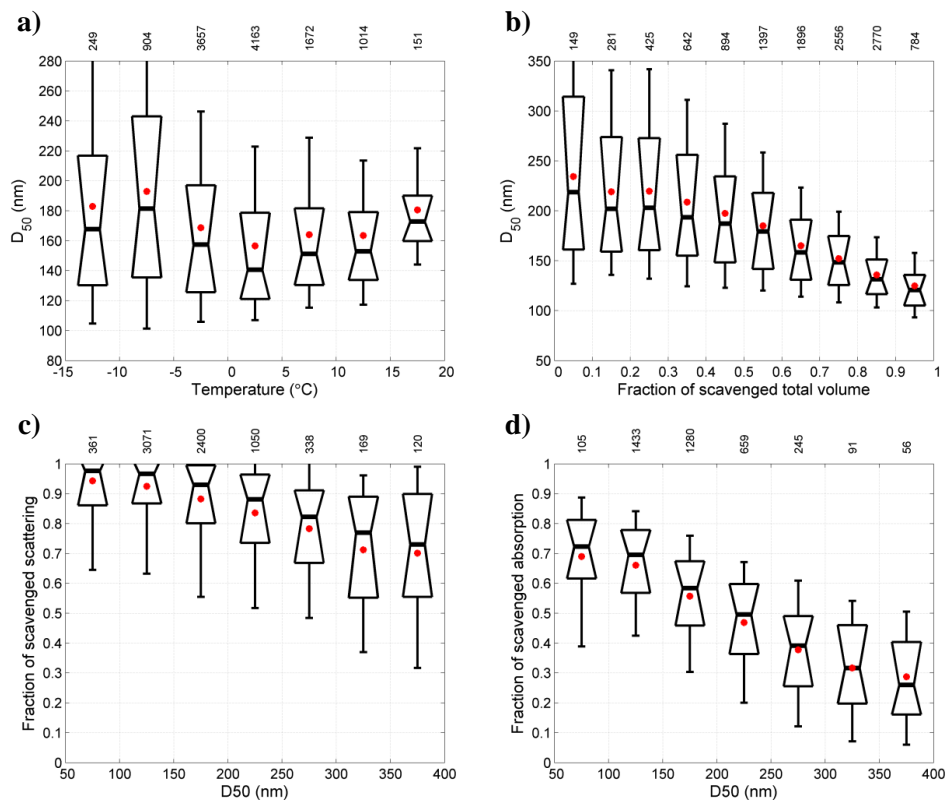 a)
249 904 3657 4163 1672 1014 151
280
260
240
220
200
180
160
140
120
100
80
D50 (nm)
-15 -10 -5 0 5 10 15 20
Temperature (°C)
b)
149 281 425 642 894 1397 1896 2556 2770 784
350
300
250
200
150
100
50
D50 (nm)
0.1 0.2 0.3 0.4 0.5 0.6 0.7 0.8 0.9 1
Fraction of scavenged total volume
c)
361 3071 2400 1050 338 169 120
1
0.9
0.8
0.7
0.6
0.5
0.4
0.3
0.2
0.1
0
Fraction of scavenged scattering
50 100 150 200 250 300 350 400
D50 (nm)
d)
105 1433 1280 659 245 91 56
1
0.9
0.8
0.7
0.6
0.5
0.4
0.3
0.2
0.1
0
Fraction of scavenged absorption
50 100 150 200 250 300 350 400
D50 (nm)